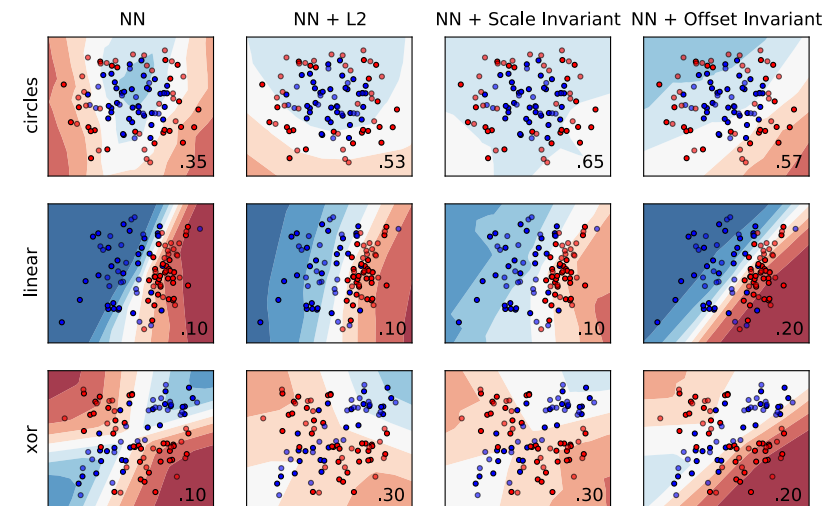 NN NN + L2 NN + Scale Invariant NN + Offset Invariant
circles
.35 .53 .65 .57
linear
.10 .10 .10 .20
xor
.10 .30 .30 .20